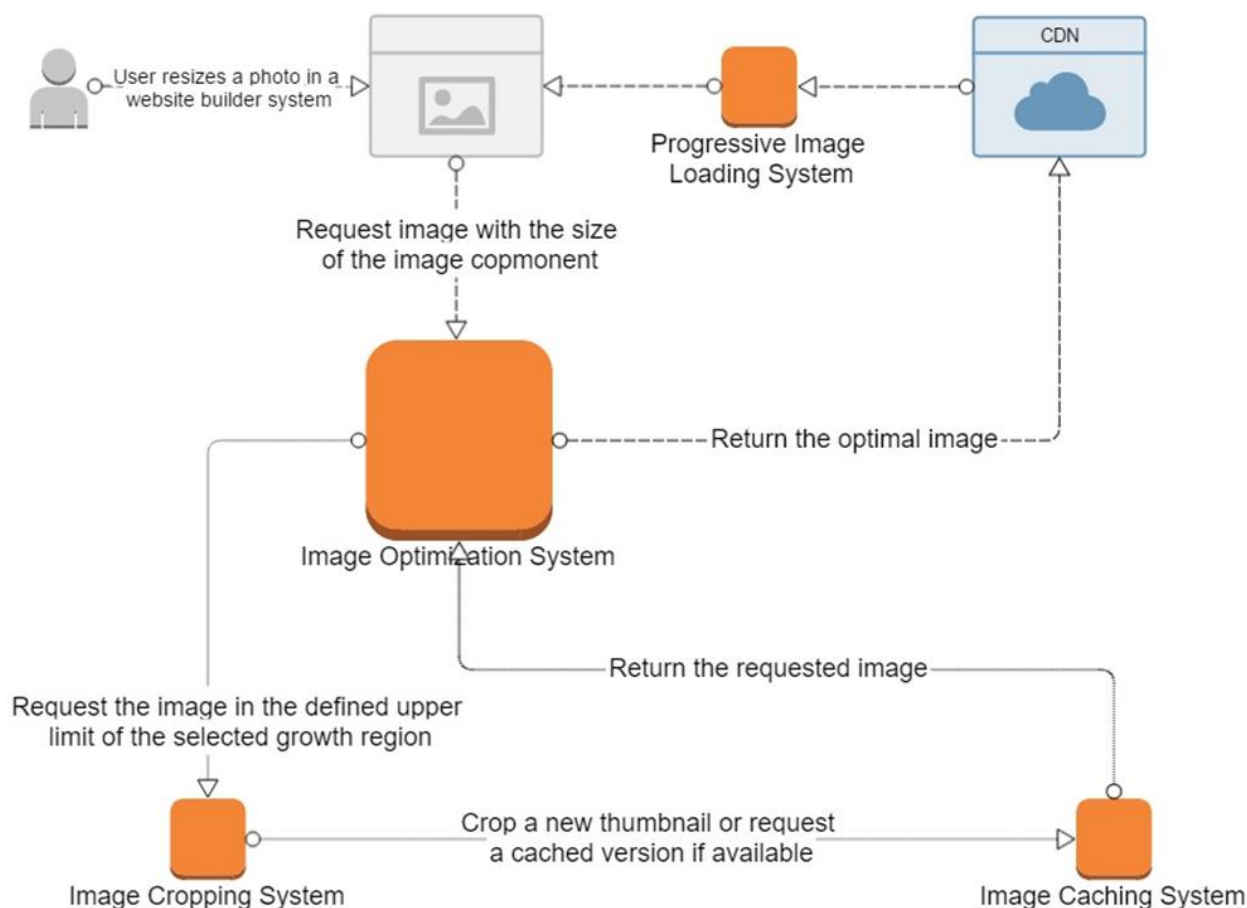 CDN
User resizes a photo in a
website builder system
Progressive Image
Loading System
Request image with the size
of the image copmonent
Return the optimal image
Image Optimization System
Return the requested image
Request the image in the defined upper
limit of the selected growth region
Crop a new thumbnail or request
a cached version if available
Image Cropping System
Image Caching System